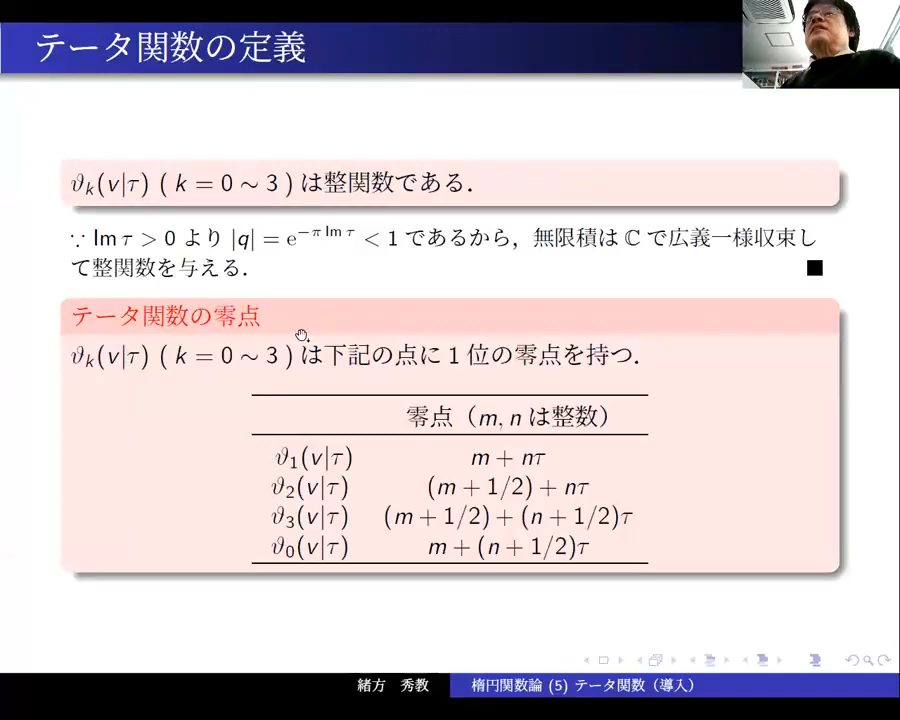 テータ関数の定義
ϑk(v|τ) ( k = 0 ∼ 3 ) は整関数である.
∵ Im τ > 0 より |q| = e^{−π Im τ} < 1 であるから，無限積は ℂ で広義一様収束し
て整関数を与える.
テータ関数の零点
ϑk(v|τ) ( k = 0 ∼ 3 ) は下記の点に 1 位の零点を持つ.
零点（m, n は整数）
ϑ1(v|τ) m + nτ
ϑ2(v|τ) (m + 1/2) + nτ
ϑ3(v|τ) (m + 1/2) + (n + 1/2)τ
ϑ0(v|τ) m + (n + 1/2)τ
緒方 秀教 楕円関数論 (5) テータ関数（導入）